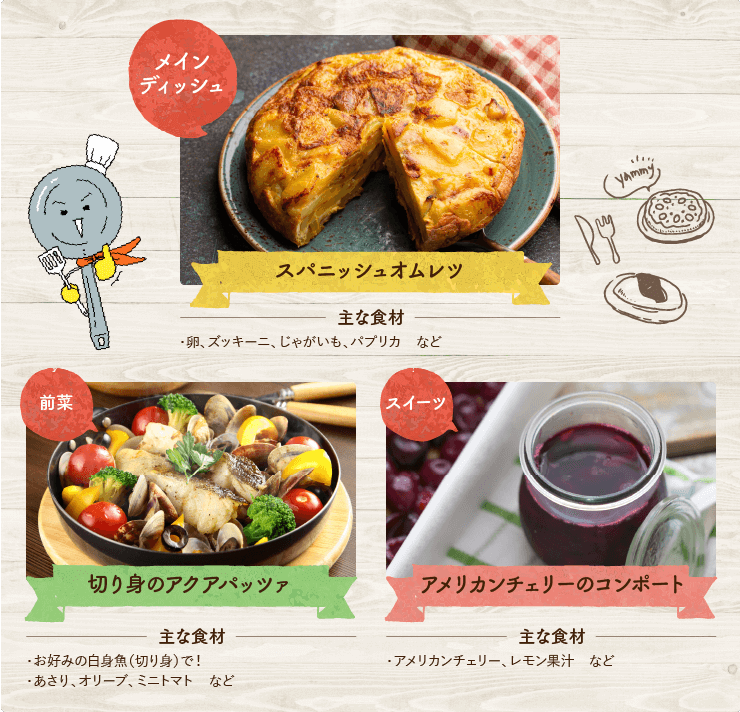 メイン
ディッシュ
yammy
スパニッシュオムレツ
主な食材
・卵、ズッキーニ、じゃがいも、パプリカ　など
前菜
スイーツ
切り身のアクアパッツァ
アメリカンチェリーのコンポート
主な食材
・お好みの白身魚(切り身)で！
・あさり、オリーブ、ミニトマト　など
主な食材
・アメリカンチェリー、レモン果汁　など